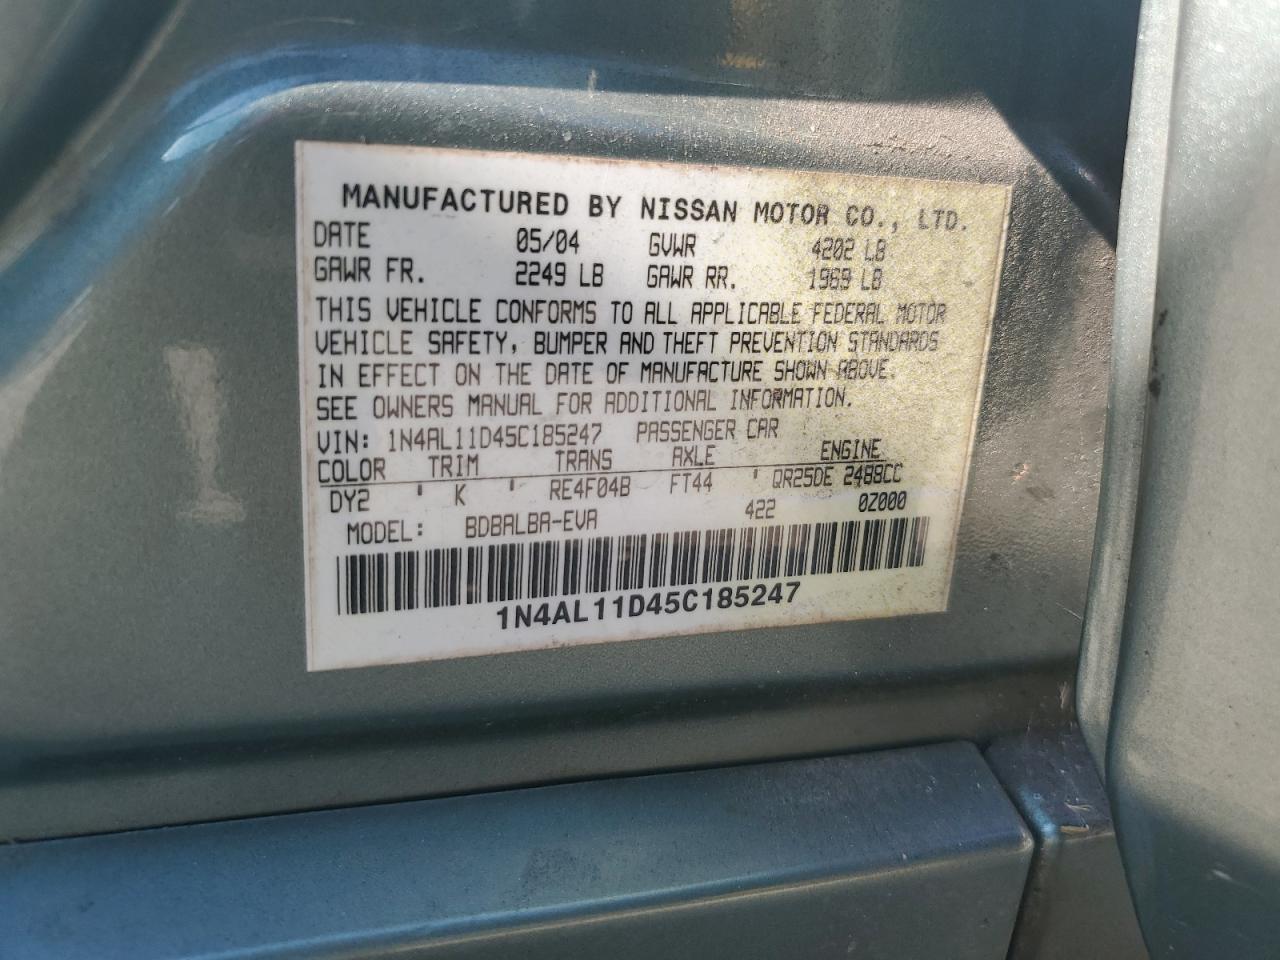 MANUFACTURED BY NISSAN MOTOR CO., LTD.
DATE 05/04 GVWR 4202 LB
GAWR FR. 2249 LB GAWR RR. 1969 LB
THIS VEHICLE CONFORMS TO ALL APPLICABLE FEDERAL MOTOR
VEHICLE SAFETY, BUMPER AND THEFT PREVENTION STANDARDS
IN EFFECT ON THE DATE OF MANUFACTURE SHOWN ABOVE.
SEE OWNERS MANUAL FOR ADDITIONAL INFORMATION.
VIN: 1N4AL11D45C185247 PASSENGER CAR
COLOR TRIM TRANS AXLE ENGINE
DY2 ' K ' RE4F04B FT44 ' QR25DE 2488CC
MODEL: BDBALBA-EVA 422 0Z000
1N4AL11D45C185247